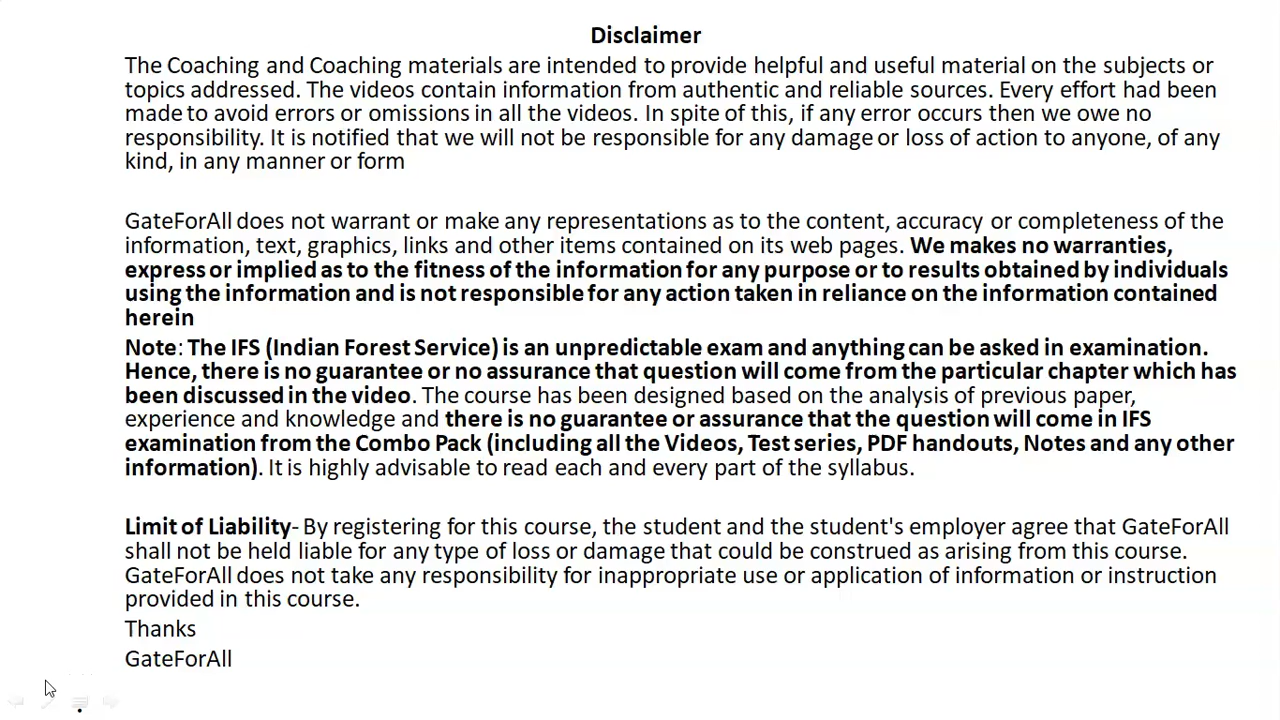 Disclaimer
The Coaching and Coaching materials are intended to provide helpful and useful material on the subjects or
topics addressed. The videos contain information from authentic and reliable sources. Every effort had been
made to avoid errors or omissions in all the videos. In spite of this, if any error occurs then we owe no
responsibility. It is notified that we will not be responsible for any damage or loss of action to anyone, of any
kind, in any manner or form
GateForAll does not warrant or make any representations as to the content, accuracy or completeness of the
information, text, graphics, links and other items contained on its web pages. We makes no warranties,
express or implied as to the fitness of the information for any purpose or to results obtained by individuals
using the information and is not responsible for any action taken in reliance on the information contained
herein
Note: The IFS (Indian Forest Service) is an unpredictable exam and anything can be asked in examination.
Hence, there is no guarantee or no assurance that question will come from the particular chapter which has
been discussed in the video. The course has been designed based on the analysis of previous paper,
experience and knowledge and there is no guarantee or assurance that the question will come in IFS
examination from the Combo Pack (including all the Videos, Test series, PDF handouts, Notes and any other
information). It is highly advisable to read each and every part of the syllabus.
Limit of Liability- By registering for this course, the student and the student's employer agree that GateForAll
shall not be held liable for any type of loss or damage that could be construed as arising from this course.
GateForAll does not take any responsibility for inappropriate use or application of information or instruction
provided in this course.
Thanks
GateForAll